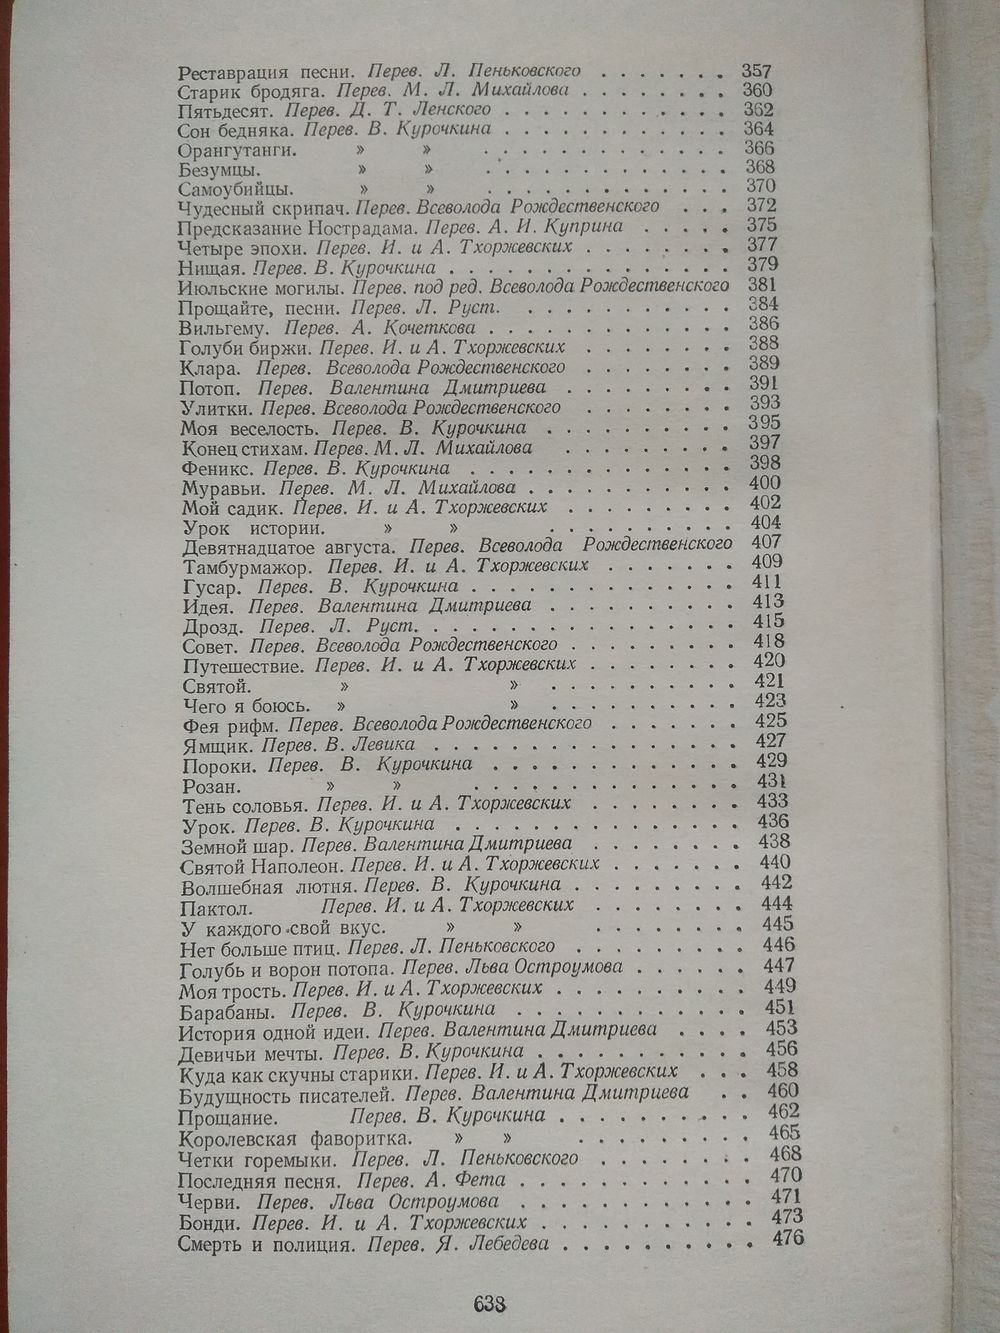 Реставрация песни. Перев. Л. Пеньковского . . . . . . . 357
Старик бродяга. Перев. М. Л. Михайлова . . . . . . . . 360
Пятьдесят. Перев. Д. Т. Ленского . . . . . . . . . . . . 362
Сон бедняка. Перев. В. Курочкина . . . . . . . . . . . . 364
Орангутанги. » » . . . . . . . . . . . . . 366
Безумцы. » » . . . . . . . . . . . . . 368
Самоубийцы. » » . . . . . . . . . . . . . 370
Чудесный скрипач. Перев. Всеволода Рождественского . . . 372
Предсказание Нострадама. Перев. А. И. Куприна . . . . . 375
Четыре эпохи. Перев. И. и А. Тхоржевских . . . . . . . . 377
Нищая. Перев. В. Курочкина . . . . . . . . . . . . . . . 379
Июльские могилы. Перев. под ред. Всеволода Рождественского 381
Прощайте, песни. Перев. Л. Руст. . . . . . . . . . . . 384
Вильгему. Перев. А. Кочеткова . . . . . . . . . . . . . 386
Голуби биржи. Перев. И. и А. Тхоржевских . . . . . . . . 388
Клара. Перев. Всеволода Рождественского . . . . . . . . 389
Потоп. Перев. Валентина Дмитриева . . . . . . . . . 391
Улитки. Перев. Всеволода Рождественского . . . . . . . . 393
Моя веселость. Перев. В. Курочкина . . . . . . . . . . 395
Конец стихам. Перев. М. Л. Михайлова . . . . . . . . . 397
Феникс. Перев. В. Курочкина . . . . . . . . . . . . . . 398
Муравьи. Перев. М. Л. Михайлова . . . . . . . . . . . 400
Мой садик. Перев. И. и А. Тхоржевских . . . . . . . . . 402
Урок истории. » » . . . . . . . . . . 404
Девятнадцатое августа. Перев. Всеволода Рождественского 407
Тамбурмажор. Перев. И. и А. Тхоржевских . . . . . . . 409
Гусар. Перев. В. Курочкина . . . . . . . . . . . . . . 411
Идея. Перев. Валентина Дмитриева . . . . . . . . . . 413
Дрозд. Перев. Л. Руст. . . . . . . . . . . . . . . . . 415
Совет. Перев. Всеволода Рождественского . . . . . . . . . 418
Путешествие. Перев. И. и А. Тхоржевских . . . . . . . . 420
Святой. » » . . . . . . . . . . 421
Чего я боюсь. » » . . . . . . . . . . 423
Фея рифм. Перев. Всеволода Рождественского . . . . . . . 425
Ямщик. Перев. В. Левика . . . . . . . . . . . . . . . . 427
Пороки. Перев. В. Курочкина . . . . . . . . . . . . . 429
Розан. » » . . . . . . . . . . . . . . 431
Тень соловья. Перев. И. и А. Тхоржевских . . . . . . . . 433
Урок. Перев. В. Курочкина . . . . . . . . . . . . . . . 436
Земной шар. Перев. Валентина Дмитриева . . . . . . . . 438
Святой Наполеон. Перев. И. и А. Тхоржевских . . . . . . . 440
Волшебная лютня. Перев. В. Курочкина . . . . . . . . . 442
Пактол. Перев. И. и А. Тхоржевских . . . . . . . . 444
У каждого свой вкус. » » . . . . . . . . 445
Нет больше птиц. Перев. Л. Пеньковского . . . . . . . . . 446
Голубь и ворон потопа. Перев. Льва Остроумова . . . . . . 447
Моя трость. Перев. И. и А. Тхоржевских . . . . . . . . . . 449
Барабаны. Перев. В. Курочкина . . . . . . . . . . . . 451
История одной идеи. Перев. Валентина Дмитриева . . . . 453
Девичьи мечты. Перев. В. Курочкина . . . . . . . . . . . 456
Куда как скучны старики. Перев. И. и А. Тхоржевских . . . 458
Будущность писателей. Перев. Валентина Дмитриева . . 460
Прощание. Перев. В. Курочкина . . . . . . . . . . 462
Королевская фаворитка. » » . . . . . . . . . 465
Четки горемыки. Перев. Л. Пеньковского . . . . . . . . 468
Последняя песня. Перев. А. Фета . . . . . . . . . . . . 470
Черви. Перев. Льва Остроумова . . . . . . . . . . . . 471
Бонди. Перев. И. и А. Тхоржевских . . . . . . . . . . . 473
Смерть и полиция. Перев. Я. Лебедева . . . . . . . . . . 476
638